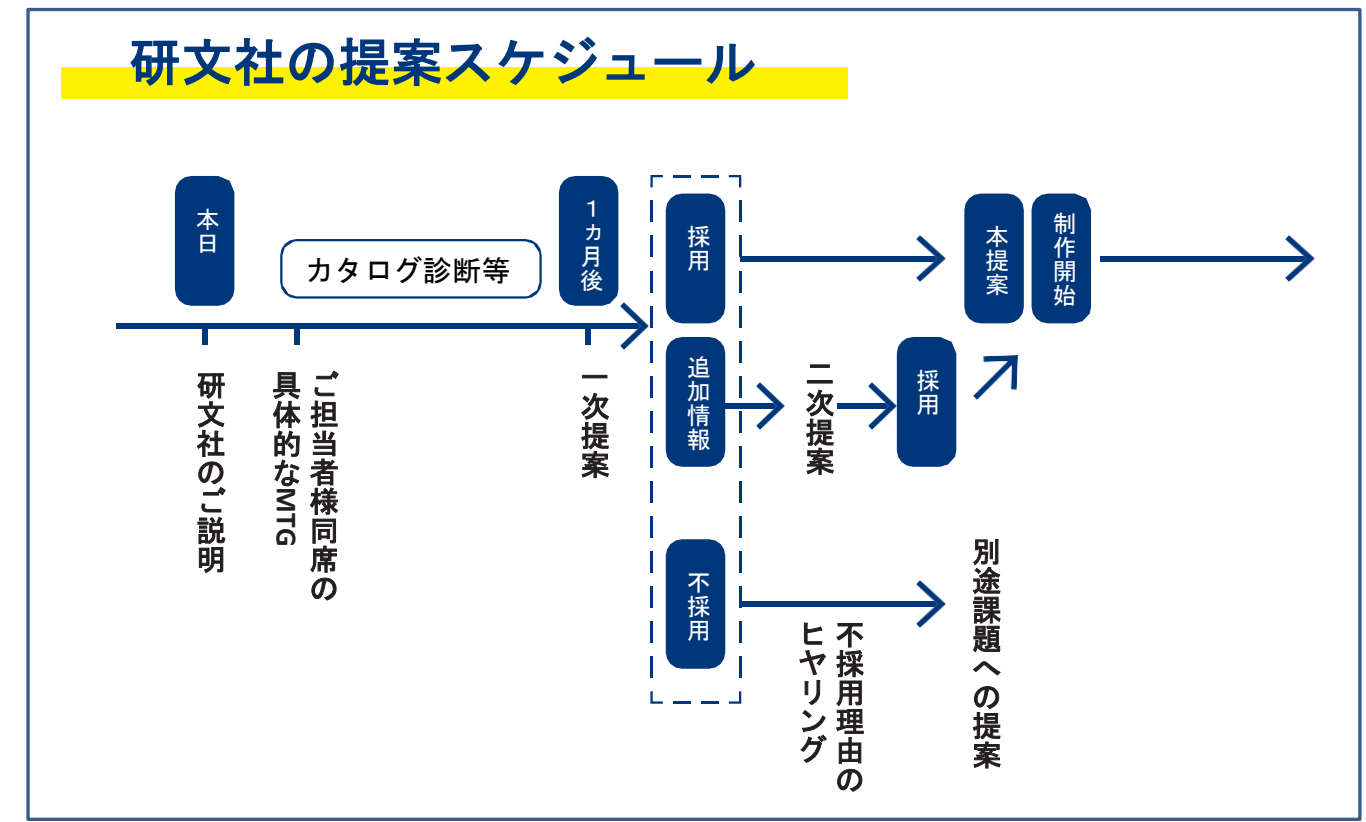 研文社の提案スケジュール
本日
カタログ診断等
1ヵ月後
研文社のご説明
ご担当者様同席の
具体的なMTG
一次提案
採用
本提案
制作開始
追加情報
二次提案
採用
不採用
不採用理由の
ヒヤリング
別途課題への提案